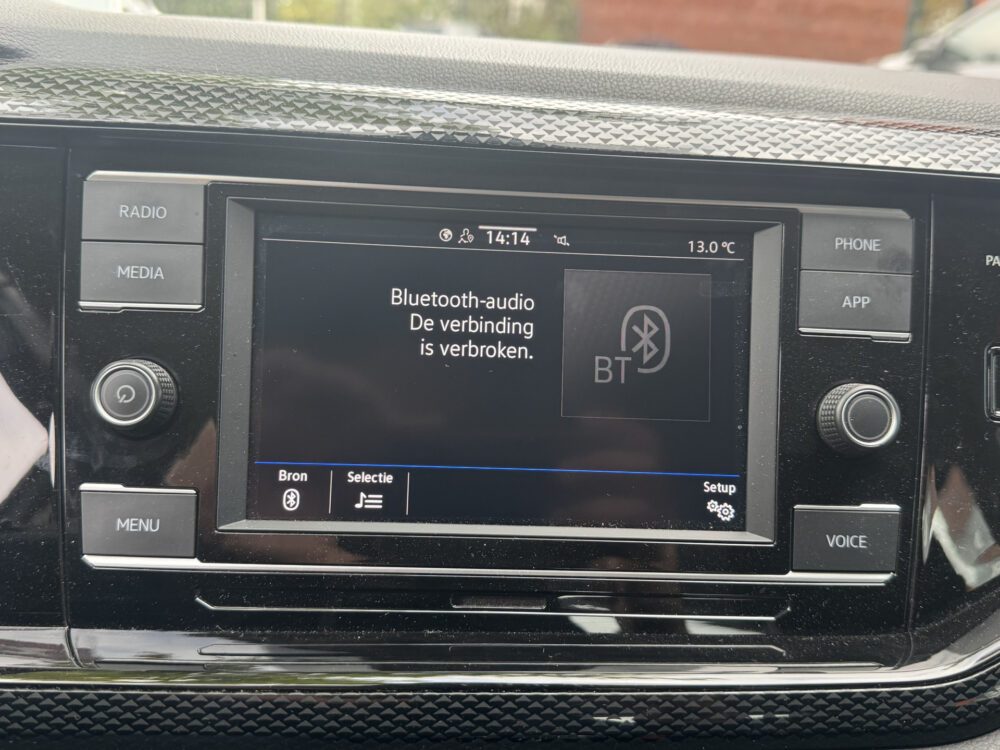 RADIO
MEDIA
MENU
14:14
13.0 °C
Bluetooth-audio
De verbinding
is verbroken.
BT
Bron
Selectie
Setup
PHONE
APP
VOICE
PA